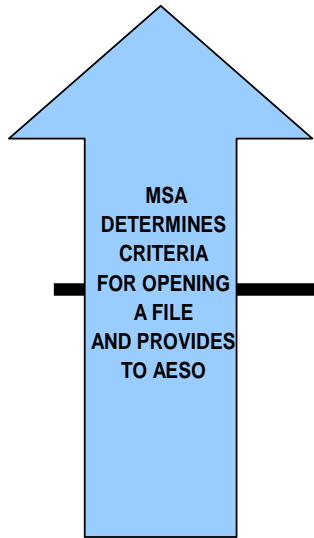 MSA
DETERMINES
CRITERIA
FOR OPENING
A FILE
AND PROVIDES
TO AESO